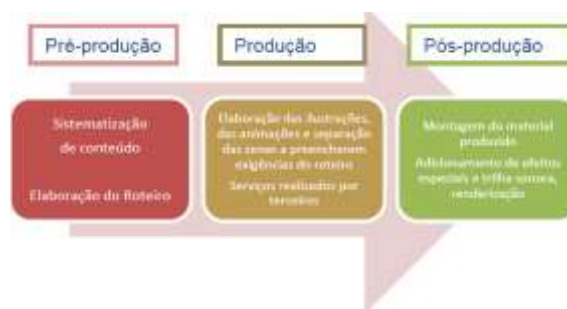 Pré-produção
Produção
Pós-produção
Sistematização
de conteúdo
Elaboração do Roteiro
Elaboração das ilustrações,
das animações e separação
das cenas a preencherem
exigências do roteiro
Serviços realizados por
terceiros
Montagem do material
produzido
Adicionamento de efeitos
especiais e trilha sonora,
renderização